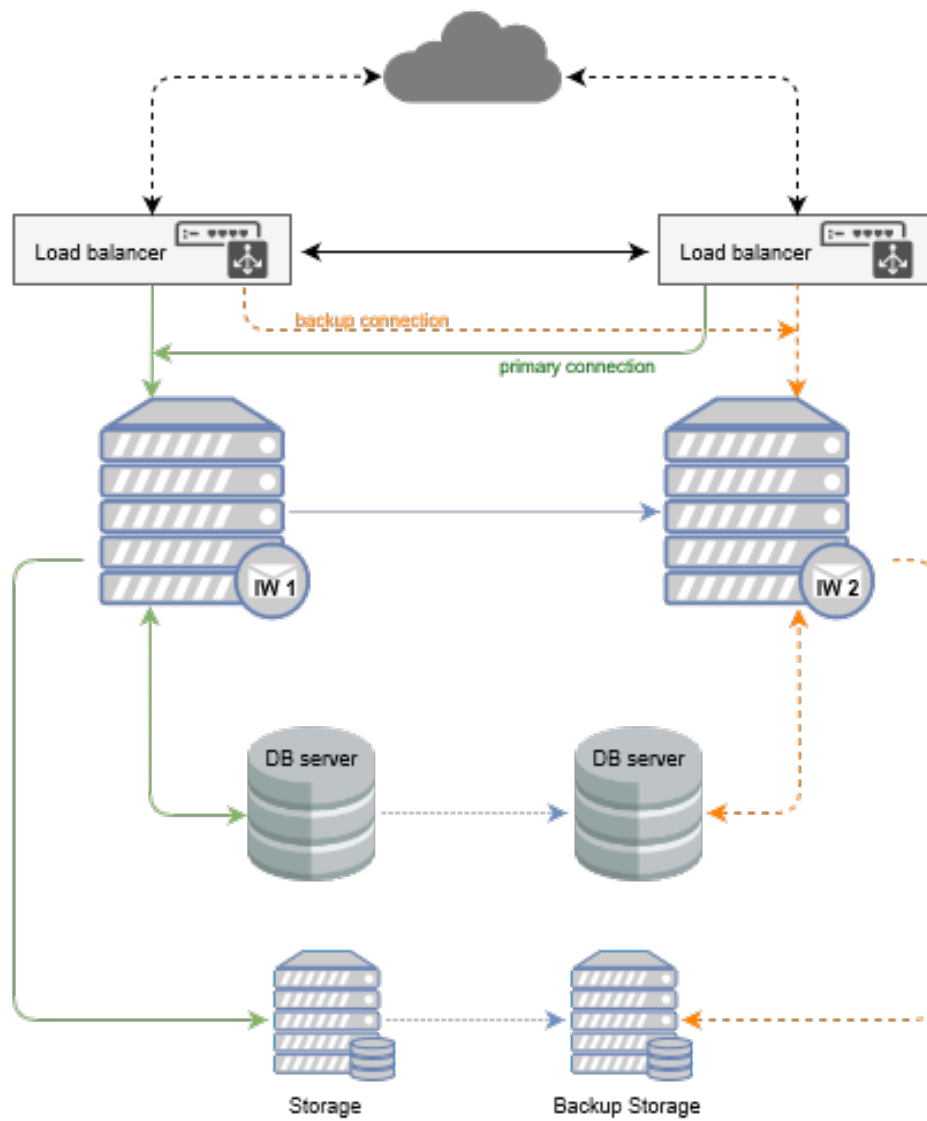 Load balancer
Load balancer
backup connection
primary connection
IW 1
IW 2
DB server
DB server
Storage
Backup Storage